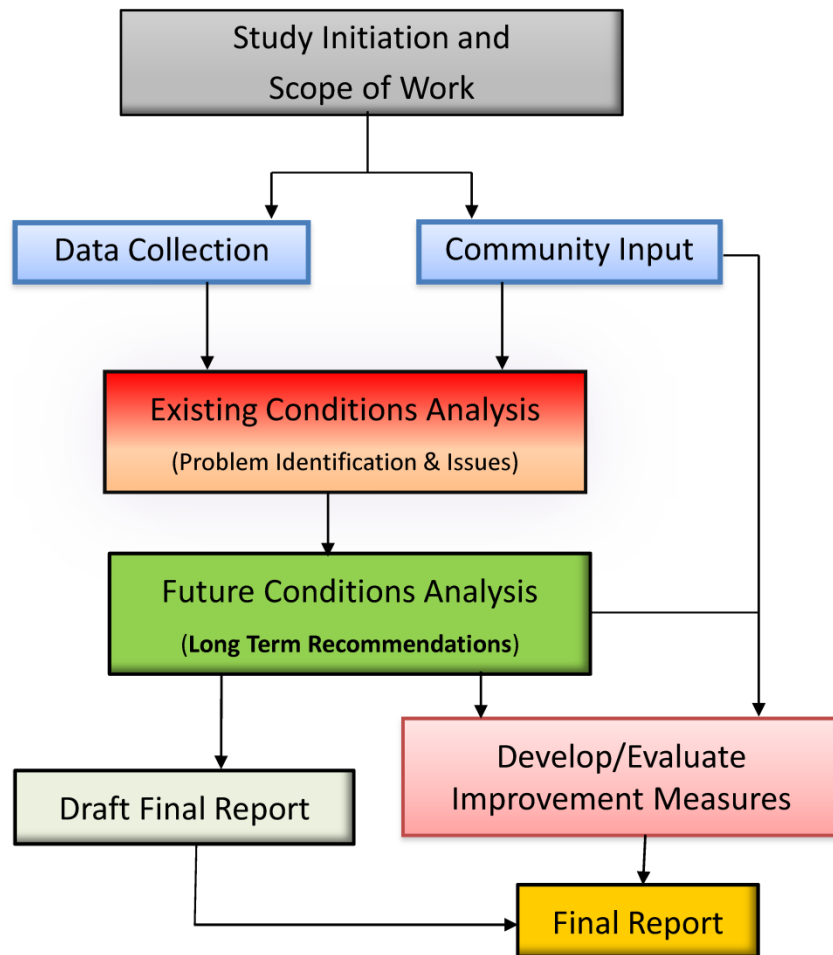 Study Initiation and
Scope of Work
Data Collection
Community Input
Existing Conditions Analysis
(Problem Identification & Issues)
Future Conditions Analysis
(Long Term Recommendations)
Develop/Evaluate
Improvement Measures
Draft Final Report
Final Report